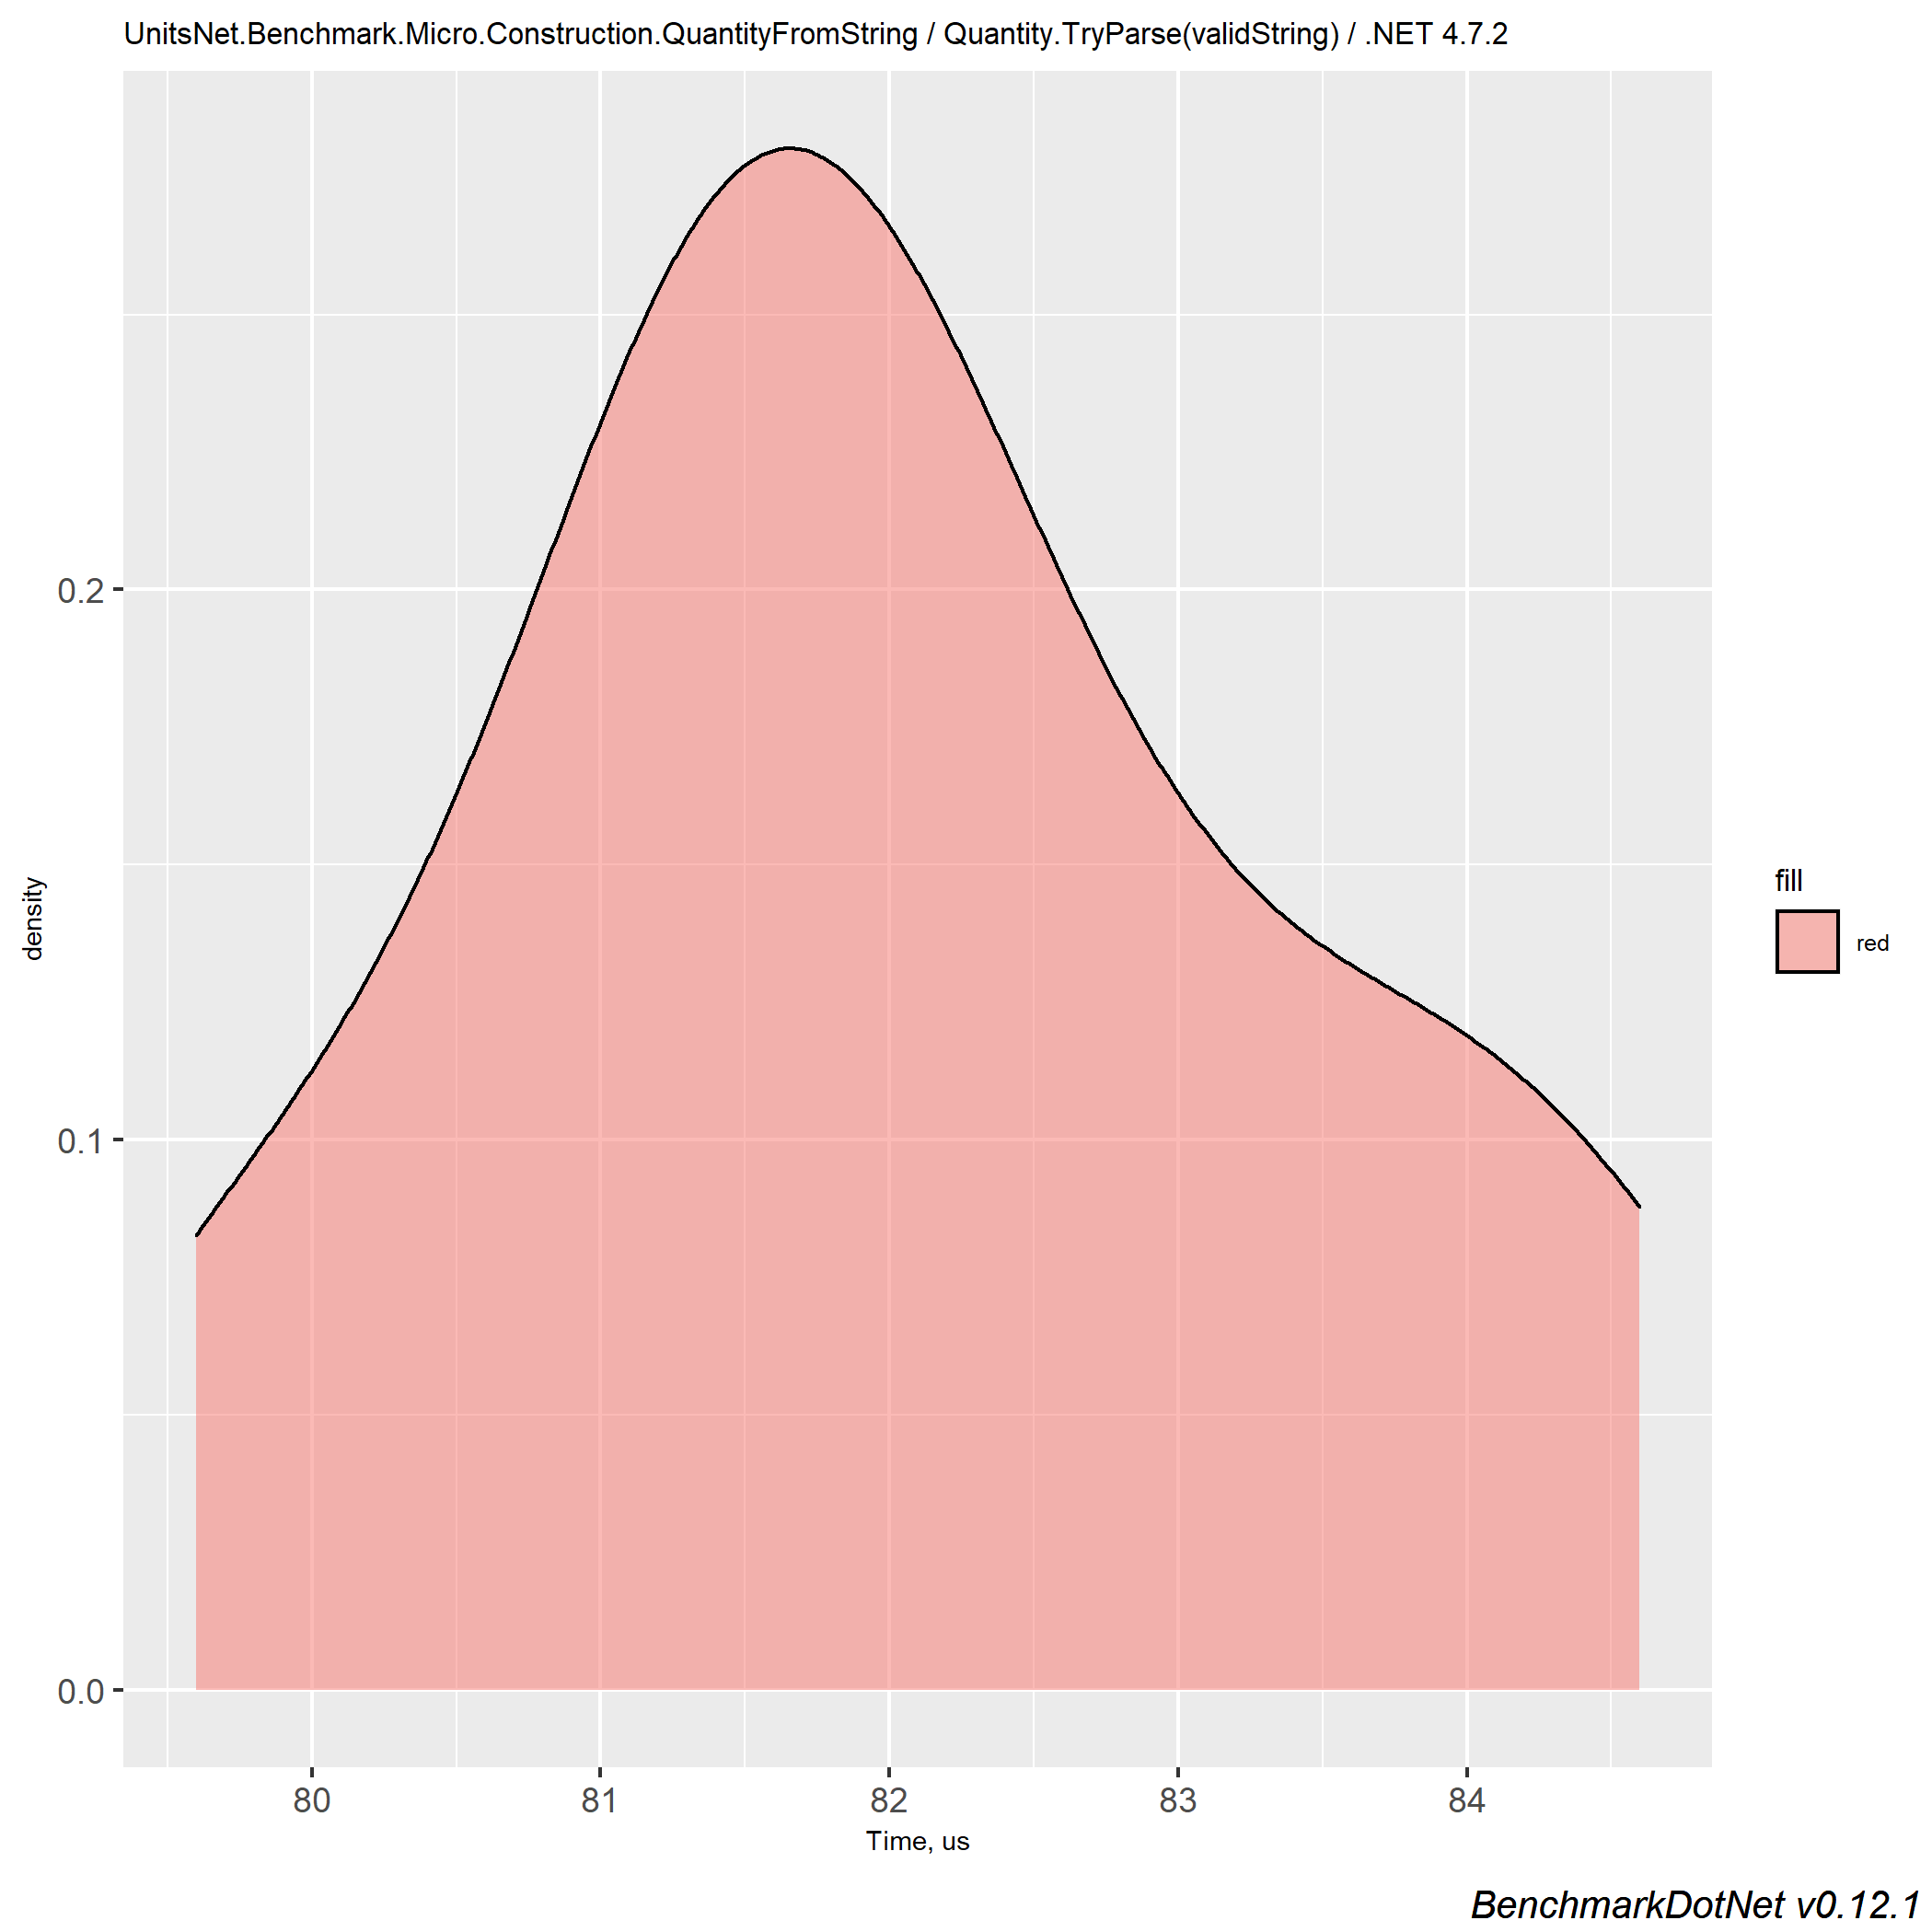 UnitsNet.Benchmark.Micro.Construction.QuantityFromString / Quantity.TryParse(validString) / .NET 4.7.2
0.2
0.1
0.0
density
80 81 82 83 84
Time, us
fill
red
BenchmarkDotNet v0.12.1